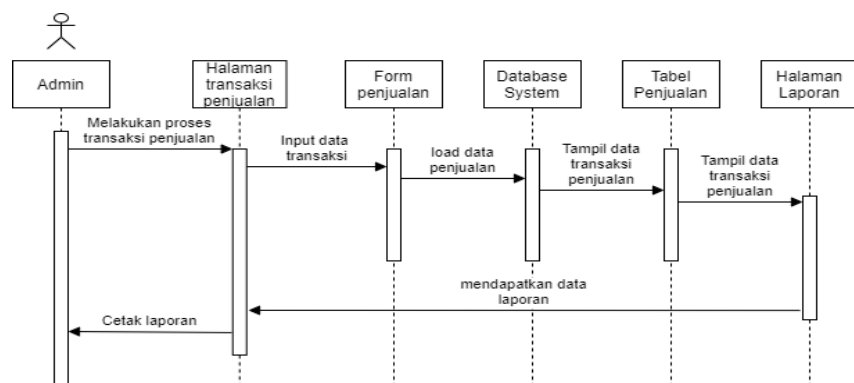 Admin
Halaman
transaksi
penjualan
Form
penjualan
Database
System
Tabel
Penjualan
Halaman
Laporan
Melakukan proses
transaksi penjualan
Input data
transaksi
load data
penjualan
Tampil data
transaksi
penjualan
Tampil data
transaksi
penjualan
mendapatkan data
laporan
Cetak laporan